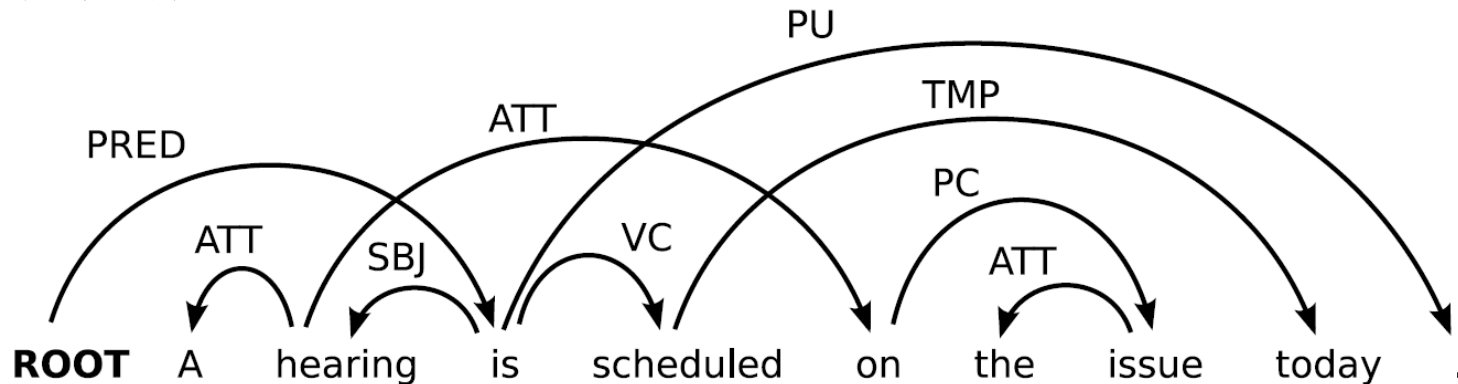 PU
TMP
ATT
PRED
PC
ATT
SBJ
VC
ATT
ROOT A hearing is scheduled on the issue today .